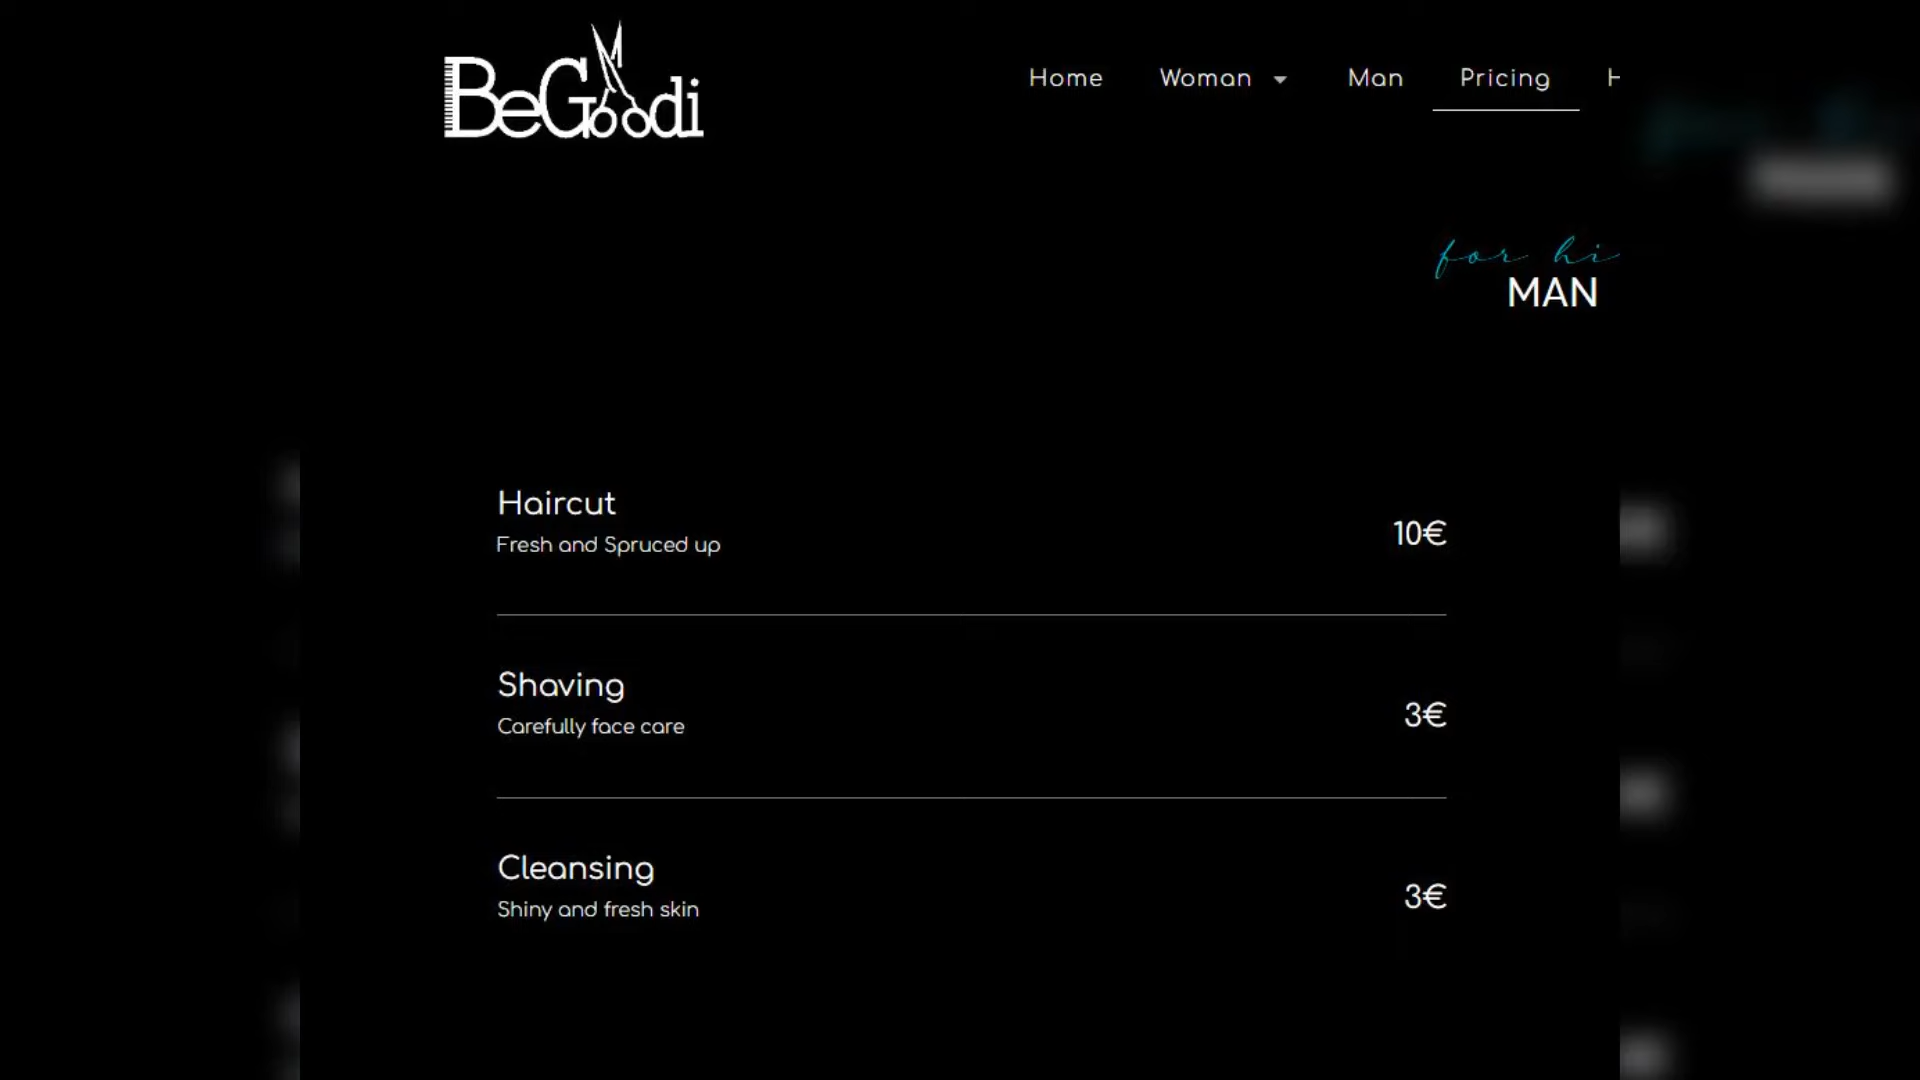 BeGoodi
Home Woman Man Pricing
for
MAN
Haircut
Fresh and Spruced up
10€
Shaving
Carefully face care
3€
Cleansing
Shiny and fresh skin
3€